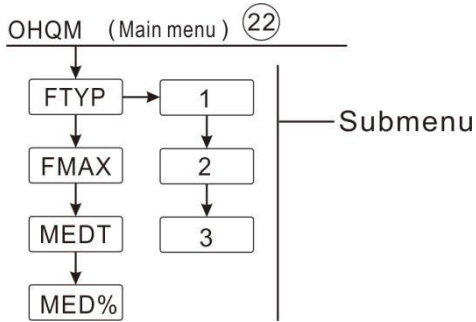 OHQM (Main menu) 22
FTYP 1
Submenu
FMAX 2
MEDT 3
MED%